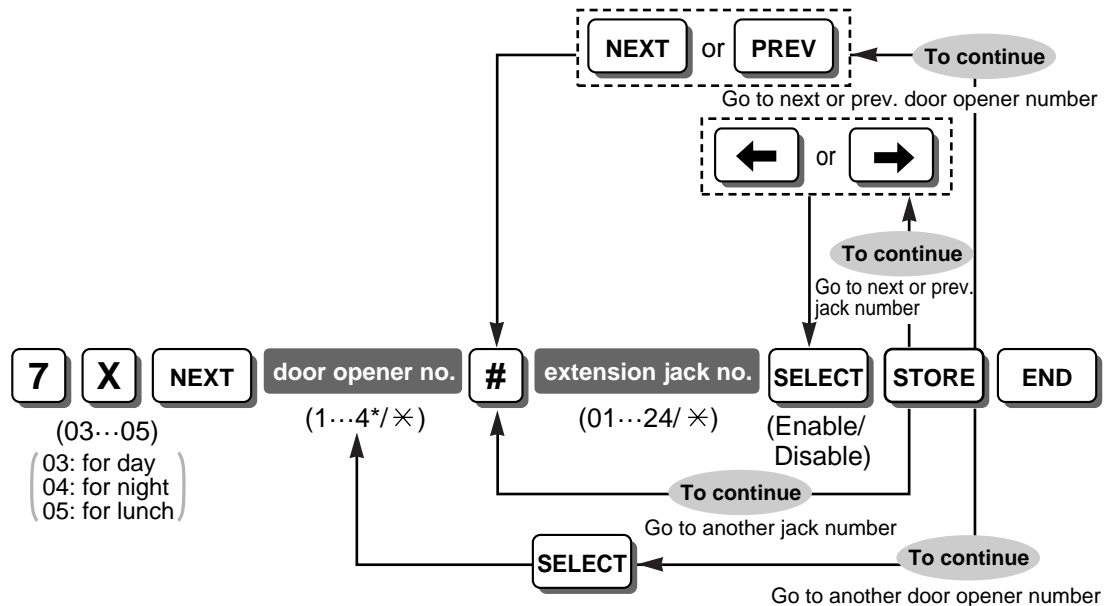 NEXT or PREV
To continue
Go to next or prev. door opener number
← or →
To continue
Go to next or prev.
jack number
7 X NEXT door opener no. # extension jack no. SELECT STORE END
(03···05)
03: for day
04: for night
05: for lunch
(1···4*/✳)
(01···24/✳)
(Enable/
Disable)
To continue
Go to another jack number
SELECT
To continue
Go to another door opener number